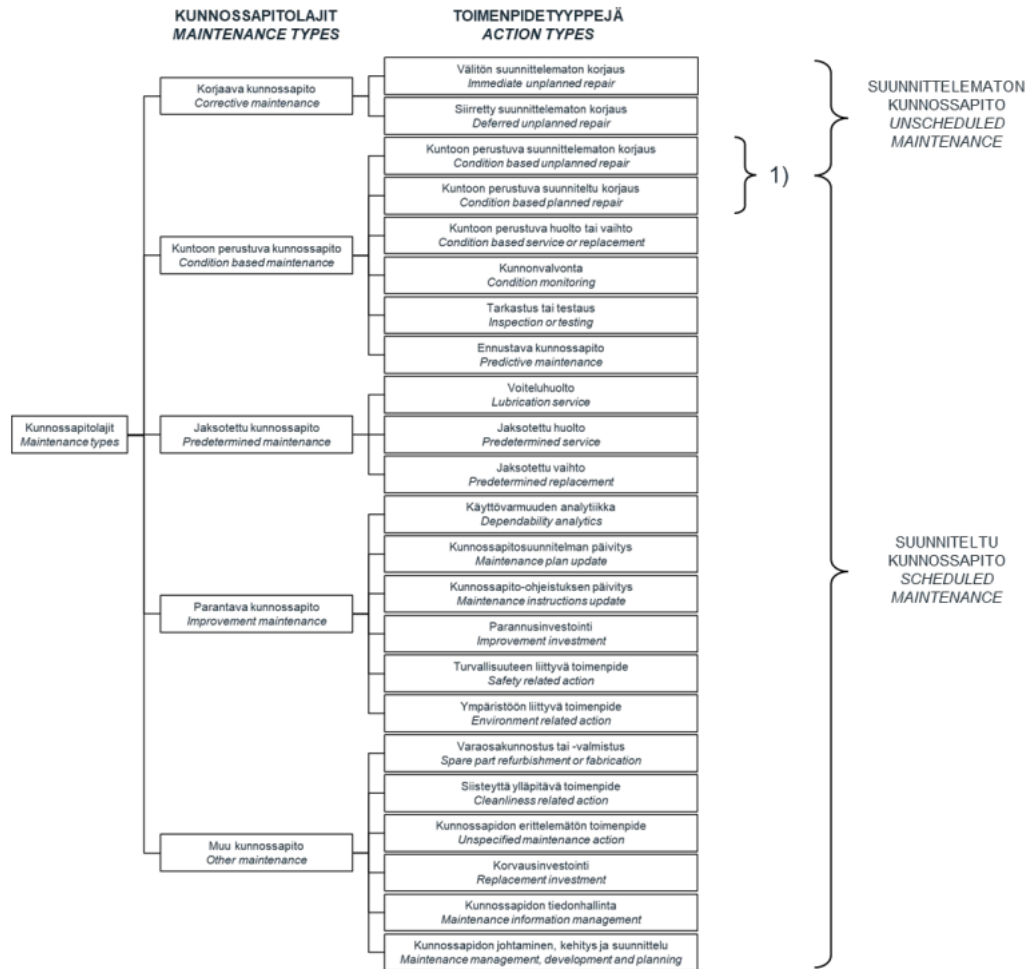 KUNNOSSAPITOLAJIT
MAINTENANCE TYPES
TOIMENPIDETYYPPEJÄ
ACTION TYPES
Kunnossapitolajit
Maintenance types
Korjaava kunnossapito
Corrective maintenance
Välitön suunnittelematon korjaus
Immediate unplanned repair
Siirretty suunnittelematon korjaus
Deferred unplanned repair
Kuntoon perustuva kunnossapito
Condition based maintenance
Kuntoon perustuva suunnittelematon korjaus
Condition based unplanned repair
Kuntoon perustuva suunniteltu korjaus
Condition based planned repair
Kuntoon perustuva huolto tai vaihto
Condition based service or replacement
Kunnonvalvonta
Condition monitoring
Tarkastus tai testaus
Inspection or testing
Ennustava kunnossapito
Predictive maintenance
Jaksotettu kunnossapito
Predetermined maintenance
Voiteluhuolto
Lubrication service
Jaksotettu huolto
Predetermined service
Jaksotettu vaihto
Predetermined replacement
Parantava kunnossapito
Improvement maintenance
Käyttövarmuuden analytiikka
Dependability analytics
Kunnossapitosuunnitelman päivitys
Maintenance plan update
Kunnossapito-ohjeistuksen päivitys
Maintenance instructions update
Parannusinvestointi
Improvement investment
Turvallisuuteen liittyvä toimenpide
Safety related action
Ympäristöön liittyvä toimenpide
Environment related action
Muu kunnossapito
Other maintenance
Varaosakunnostus tai -valmistus
Spare part refurbishment or fabrication
Siisteyttä ylläpitävä toimenpide
Cleanliness related action
Kunnossapidon erittelemätön toimenpide
Unspecified maintenance action
Korvausinvestointi
Replacement investment
Kunnossapidon tiedonhallinta
Maintenance information management
Kunnossapidon johtaminen, kehitys ja suunnittelu
Maintenance management, development and planning
1)
SUUNNITTELEMATON
KUNNOSSAPITO
UNSCHEDULED
MAINTENANCE
SUUNNITELTU
KUNNOSSAPITO
SCHEDULED
MAINTENANCE